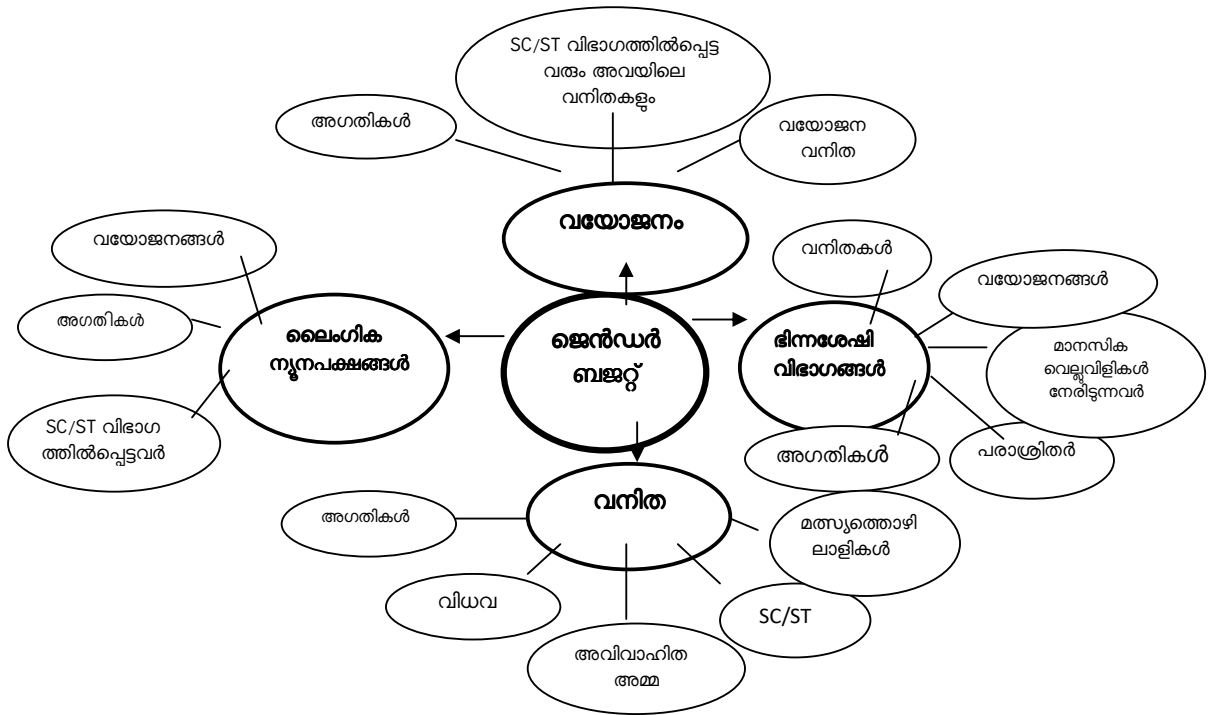 SC/ST വിഭാഗത്തിൽപ്പെട്ട
വരും അവയിലെ
വനിതകളും
അഗതികൾ
വയോജന
വനിത
വയോജനം
വയോജനങ്ങൾ
അഗതികൾ
SC/ST വിഭാഗ
ത്തിൽപ്പെട്ടവർ
ലൈംഗിക
ന്യൂനപക്ഷങ്ങൾ
ജെൻഡർ
ബജറ്റ്
ഭിന്നശേഷി
വിഭാഗങ്ങൾ
വനിതകൾ
വയോജനങ്ങൾ
മാനസിക
വെല്ലുവിളികൾ
നേരിടുന്നവർ
പരാശ്രിതർ
അഗതികൾ
വനിത
അഗതികൾ
വിധവ
അവിവാഹിത
അമ്മ
SC/ST
മത്സ്യത്തൊഴി
ലാളികൾ